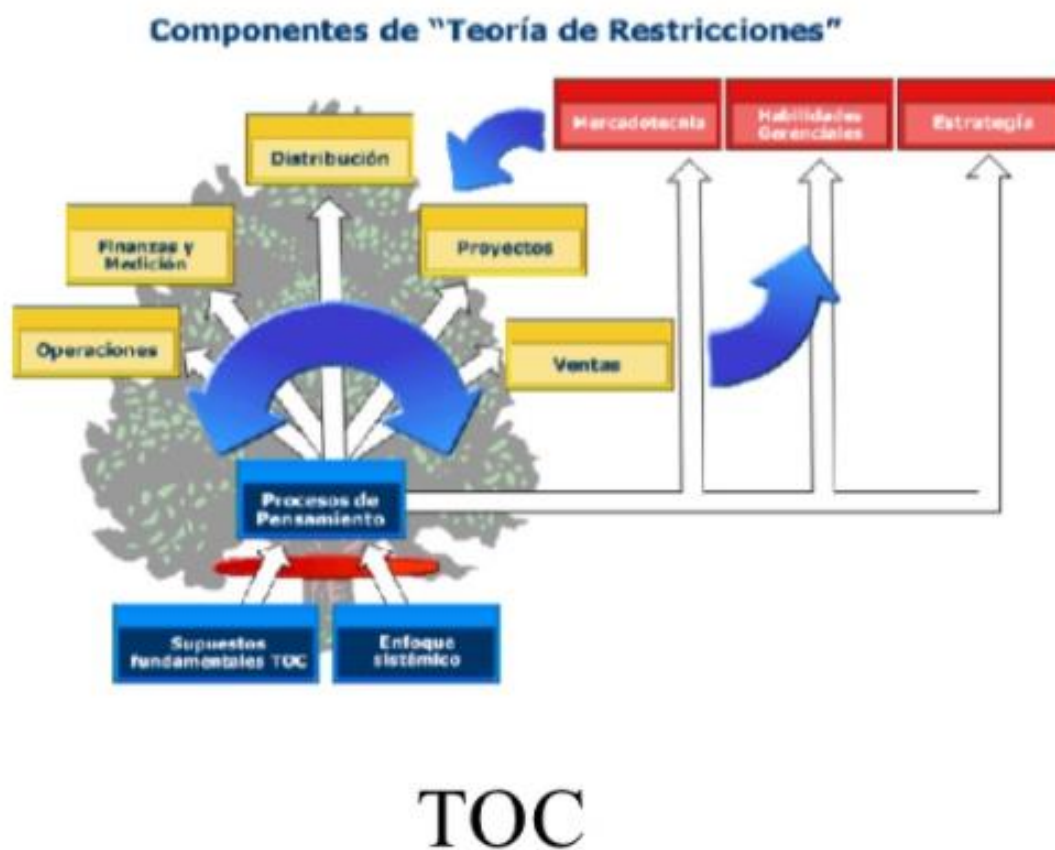 Componentes de “Teoría de Restricciones”
Mercadotecnia
Habilidades
Gerenciales
Estrategía
Distribución
Finanzas y
Medición
Proyectos
Operaciones
Ventas
Procesos de
Pensamiento
Supuestos
fundamentales TOC
Enfoque
sistémico
TOC